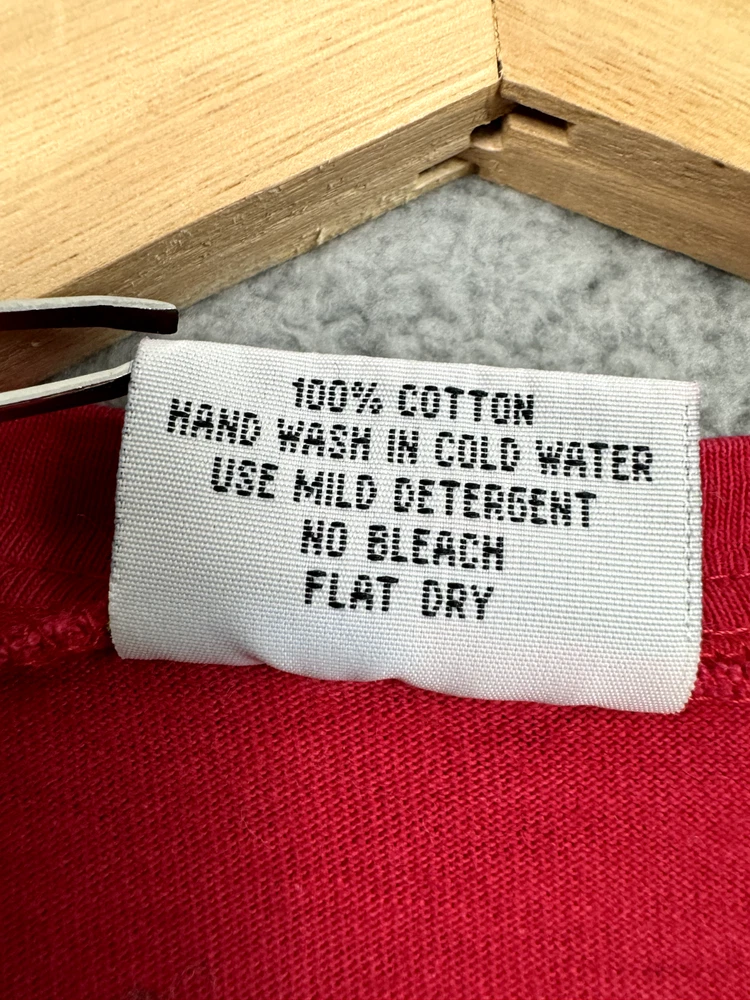 100% COTTON
HAND WASH IN COLD WATER
USE MILD DETERGENT
NO BLEACH
FLAT DRY